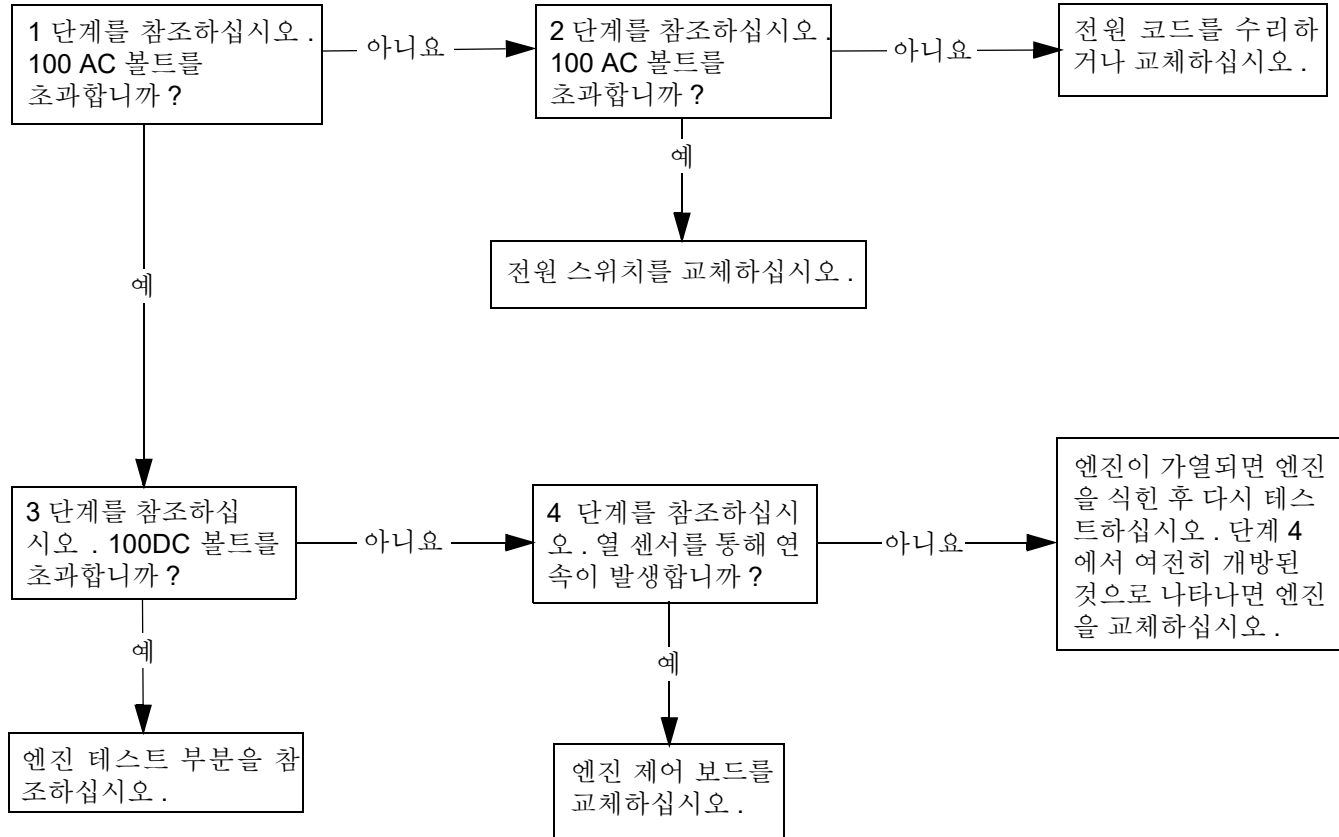 1 단계를 참조하십시오 .
100 AC 볼트를
초과합니까 ?
아니요
2 단계를 참조하십시오 .
100 AC 볼트를
초과합니까 ?
아니요
전원 코드를 수리하
거나 교체하십시오 .
예
예
전원 스위치를 교체하십시오 .
3 단계를 참조하십
시오 . 100DC 볼트를
초과합니까 ?
아니요
4 단계를 참조하십시
오 . 열 센서를 통해 연
속이 발생합니까 ?
아니요
엔진이 가열되면 엔진
을 식힌 후 다시 테스
트하십시오 . 단계 4
에서 여전히 개방된
것으로 나타나면 엔진
을 교체하십시오 .
예
예
엔진 테스트 부분을 참
조하십시오 .
엔진 제어 보드를
교체하십시오 .